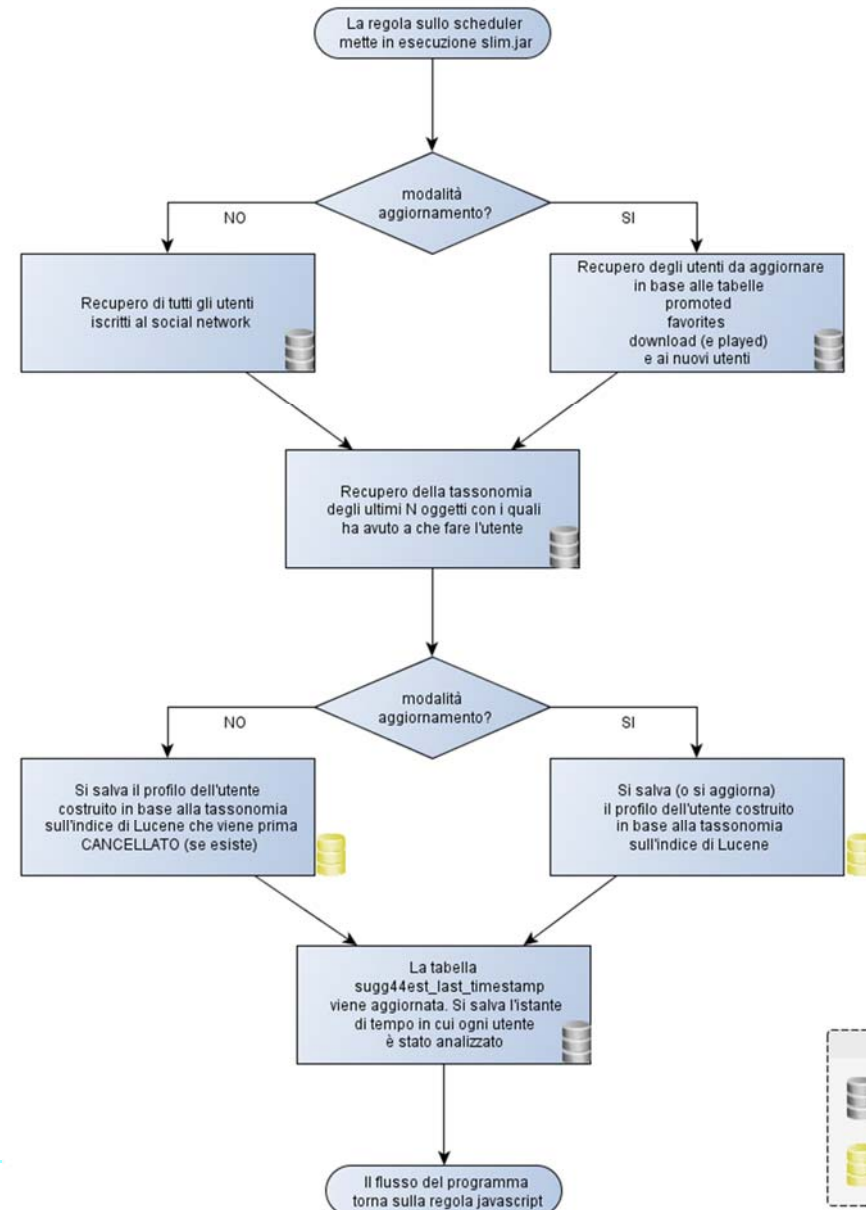 La regola sullo scheduler
mette in esecuzione slim.jar
modalità
aggiornamento?
NO
SI
Recupero di tutti gli utenti
iscritti al social network
Recupero degli utenti da aggiornare
in base alle tabelle
promoted
favorites
download (e played)
e ai nuovi utenti
Recupero della tassonomia
degli ultimi N oggetti con i quali
ha avuto a che fare l'utente
modalità
aggiornamento?
NO
SI
Si salva il profilo dell'utente
costruito in base alla tassonomia
sull'indice di Lucene che viene prima
CANCELLATO (se esiste)
Si salva (o si aggiorna)
il profilo dell'utente costruito
in base alla tassonomia
sull'indice di Lucene
La tabella
sugg44est_last_timestamp
viene aggiornata. Si salva l'istante
di tempo in cui ogni utente
è stato analizzato
Il flusso del programma
torna sulla regola javascript